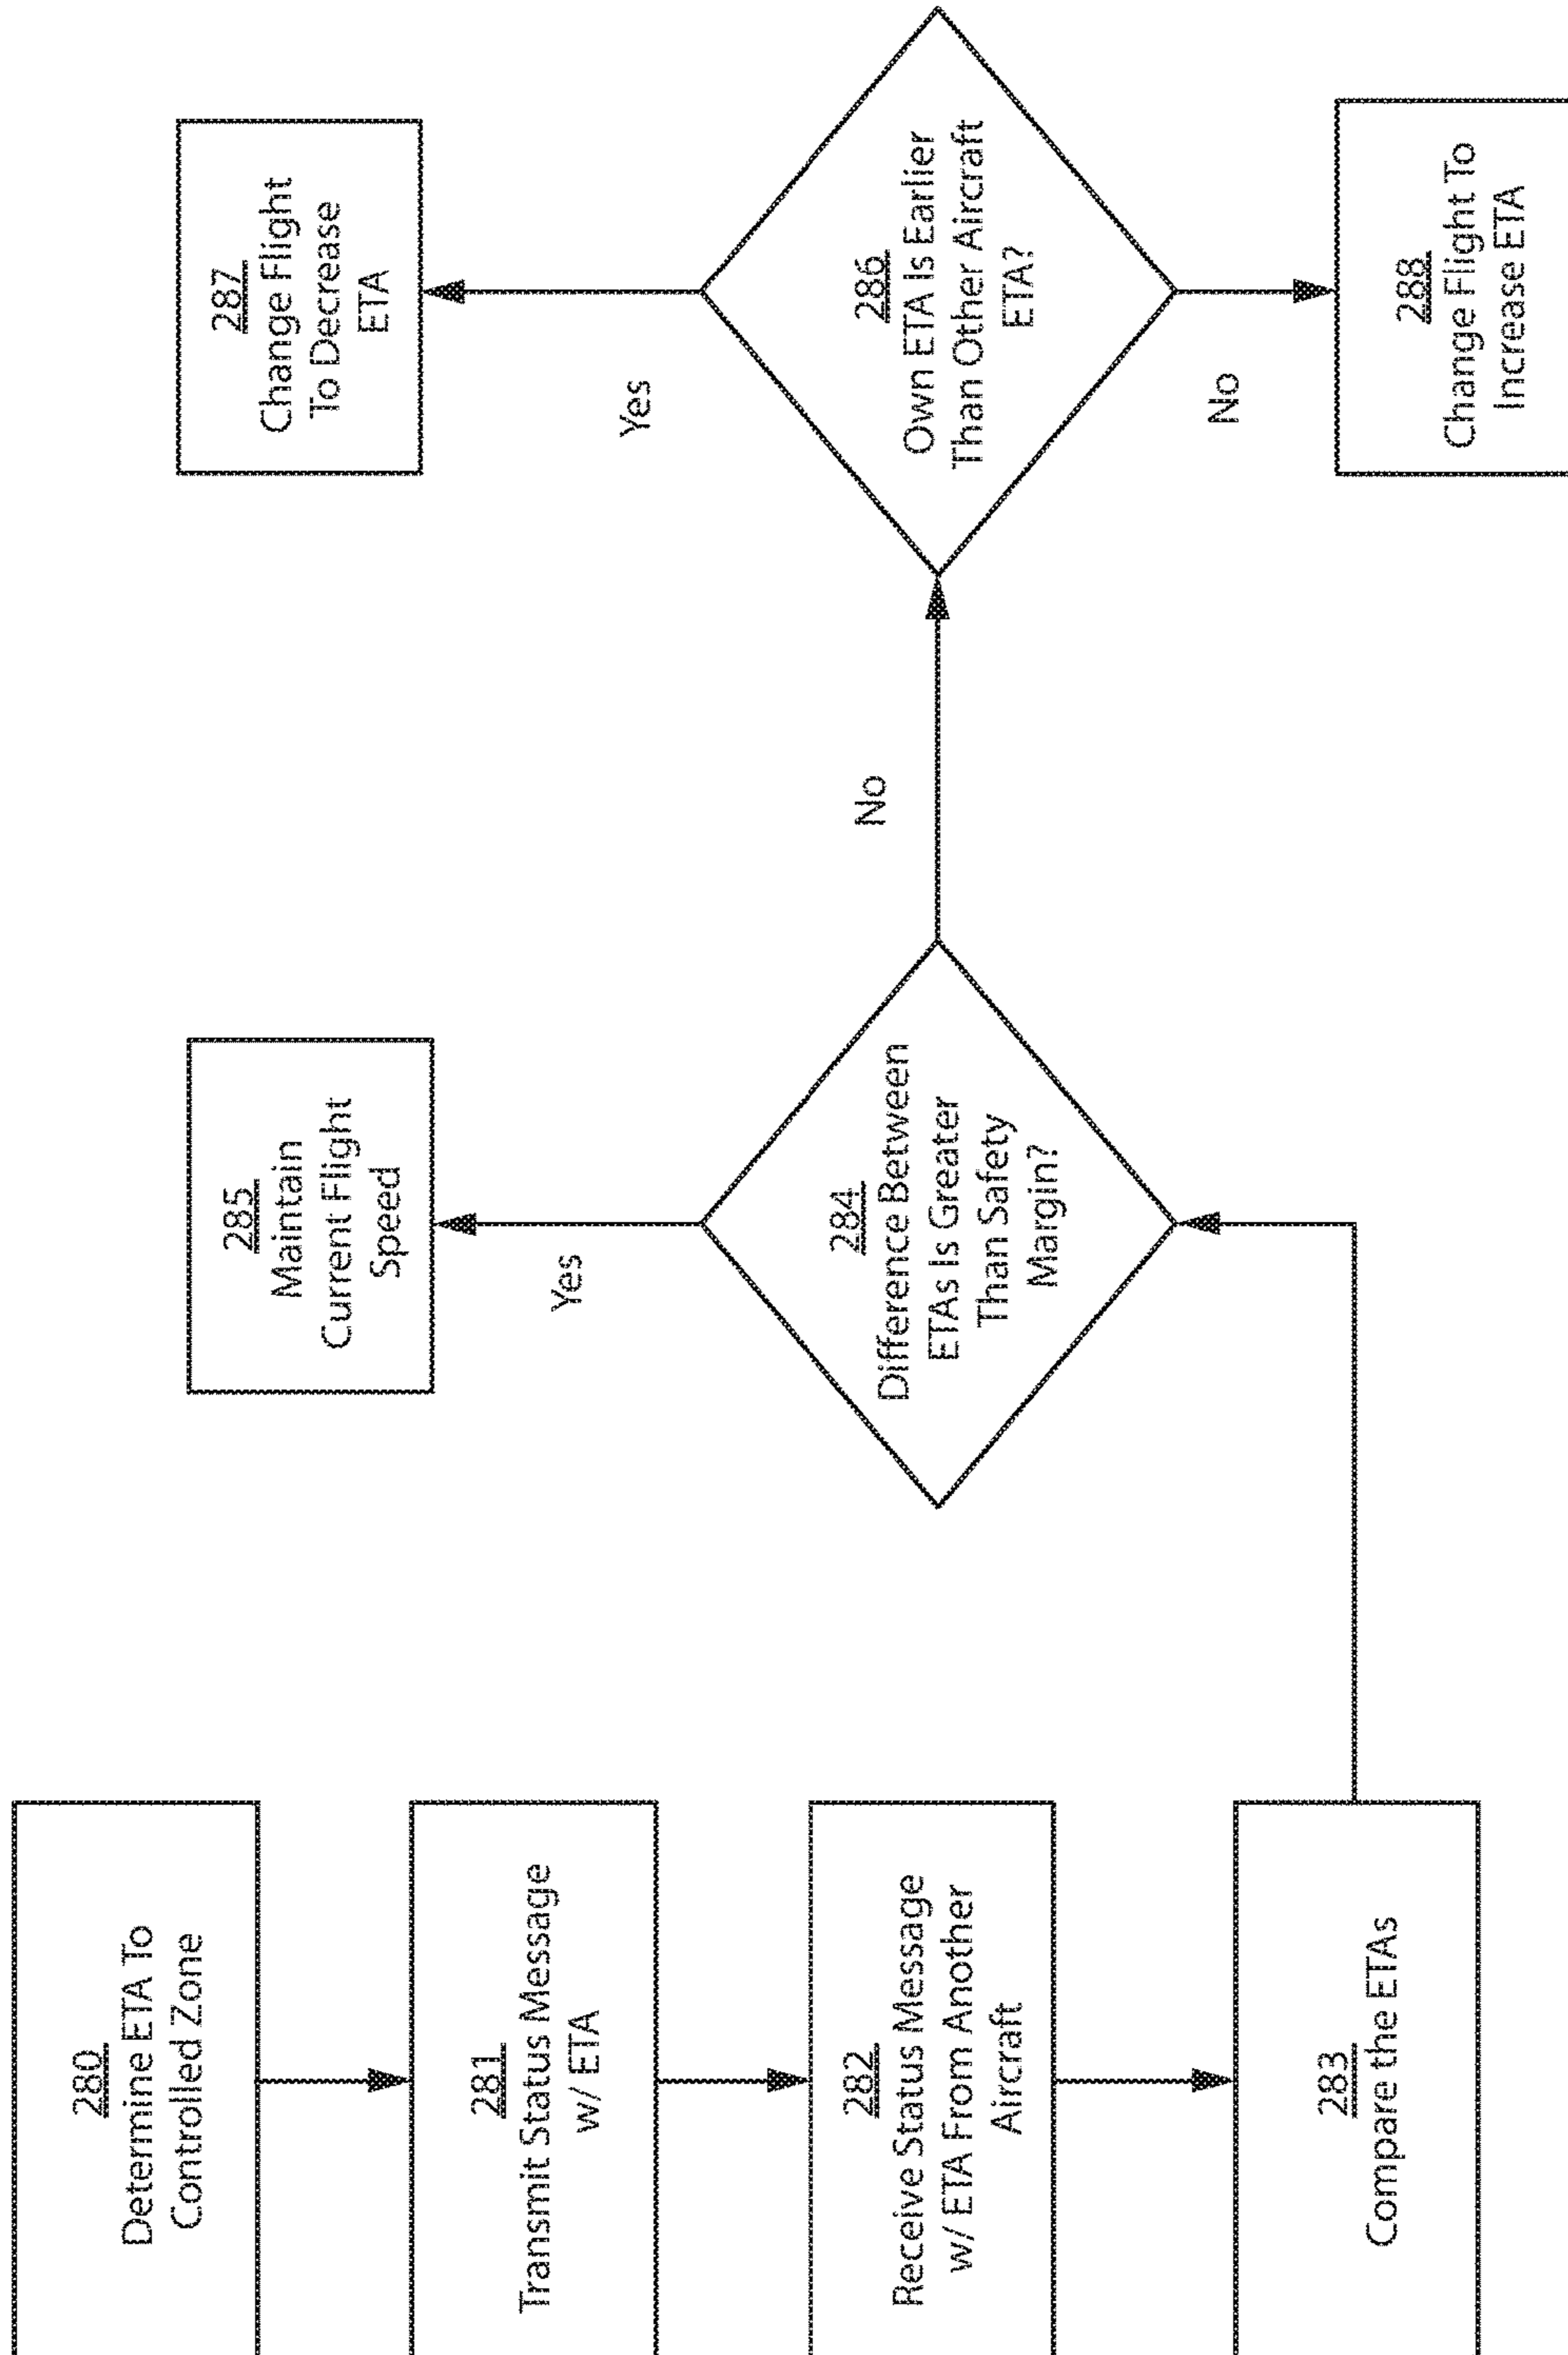 280
Determine ETA To
Controlled Zone
281
Transmit Status Message
w/ ETA
282
Receive Status Message
w/ ETA From Another
Aircraft
283
Compare the ETAs
284
Difference Between
ETAs Is Greater
Than Safety
Margin?
Yes
285
Maintain
Current Flight
Speed
No
286
Own ETA Is Earlier
Than Other Aircraft
ETA?
Yes
287
Change Flight
To Decrease
ETA
No
288
Change Flight To
Increase ETA